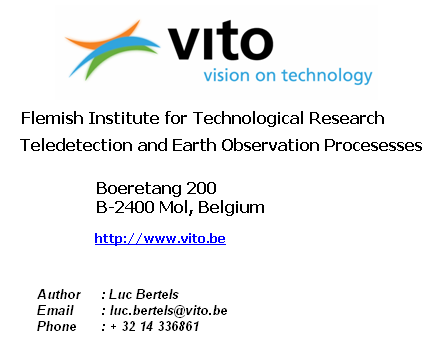 vito
vision on technology
Flemish Institute for Technological Research
Teledetection and Earth Observation Procesesses
Boeretang 200
B-2400 Mol, Belgium
http://www.vito.be
Author : Luc Bertels
Email : luc.bertels@vito.be
Phone : + 32 14 336861